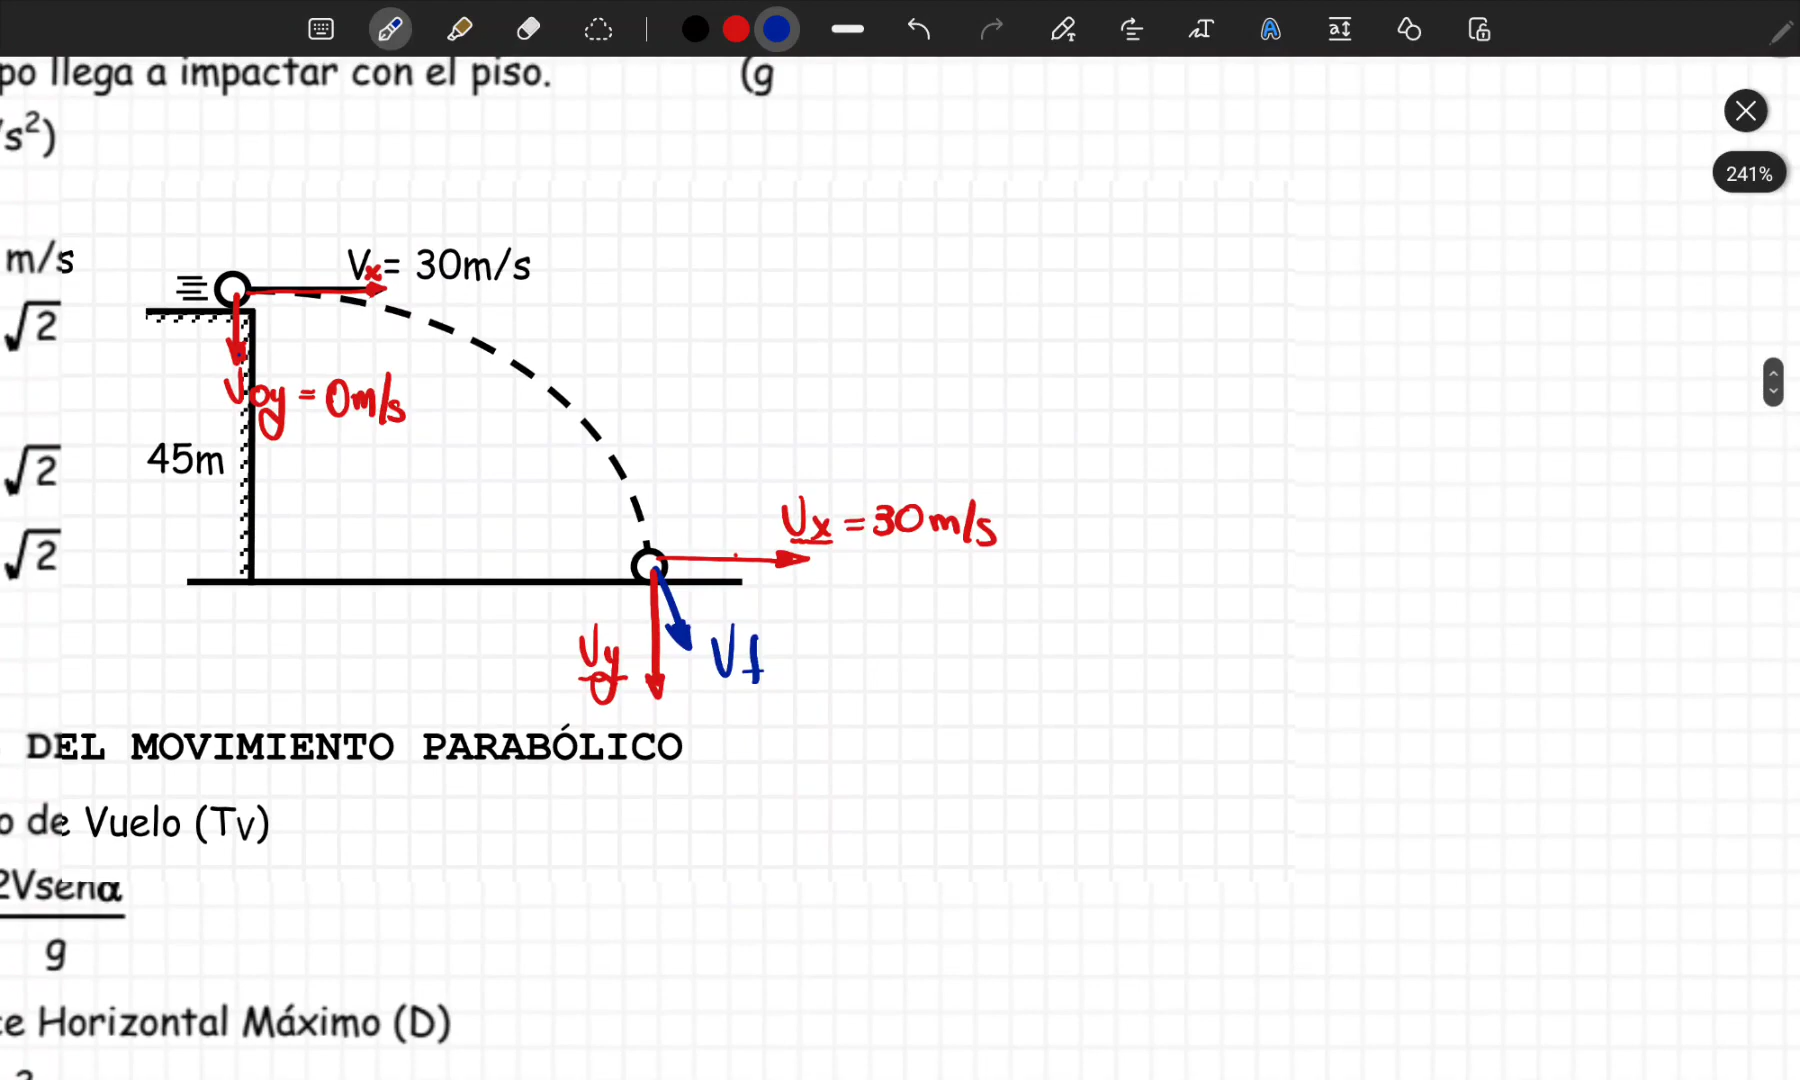 po llega a impactar con el piso. (g
/s²)
241%
m/s
Vx = 30m/s
√2
Voy = 0m/s
45m
√2
Vx = 30m/s
√2
Vy
Vf
DEL MOVIMIENTO PARABÓLICO
o de Vuelo (Tv)
2Vsenα
g
ce Horizontal Máximo (D)